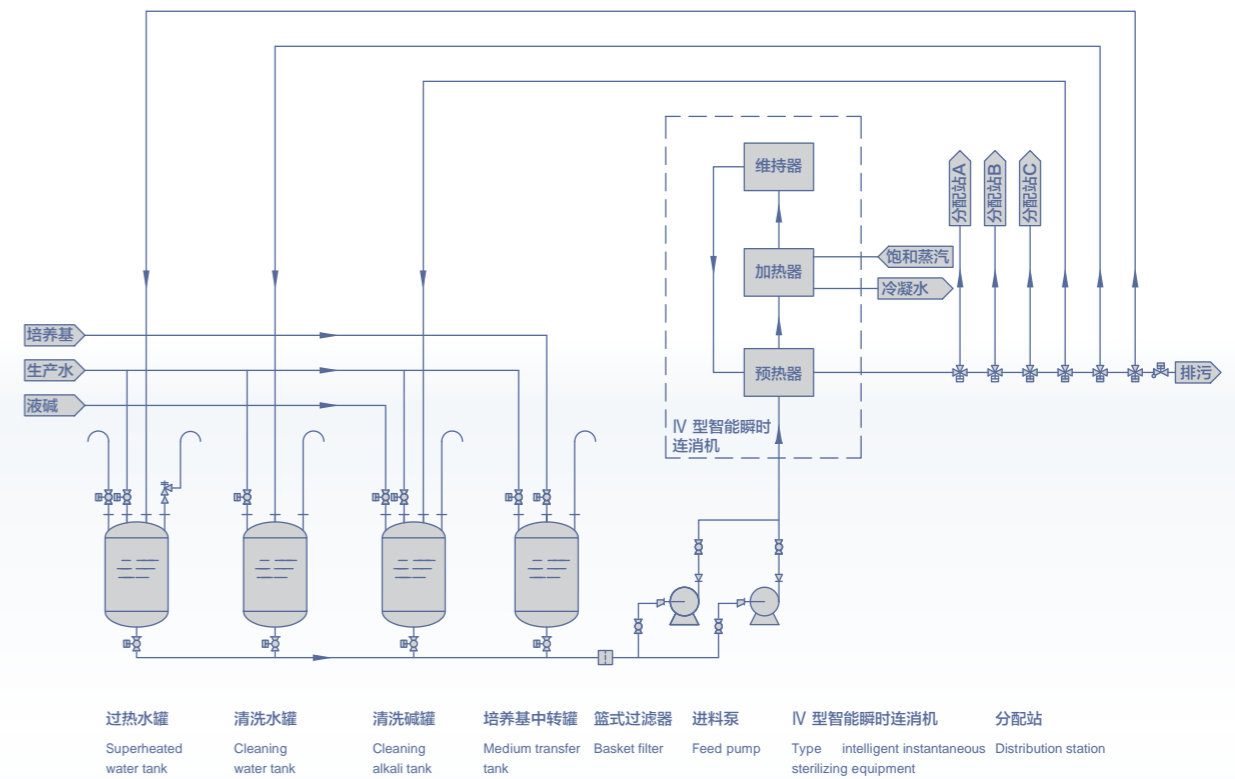 维持器
分配站A
分配站B
分配站C
加热器
饱和蒸汽
冷凝水
培养基
生产水
预热器
排污
液碱
Ⅳ 型智能瞬时
连消机
过热水罐
Superheated
water tank
清洗水罐
Cleaning
water tank
清洗碱罐
Cleaning
alkali tank
培养基中转罐
Medium transfer
tank
篮式过滤器
Basket filter
进料泵
Feed pump
Ⅳ 型智能瞬时连消机
Type intelligent instantaneous
sterilizing equipment
分配站
Distribution station